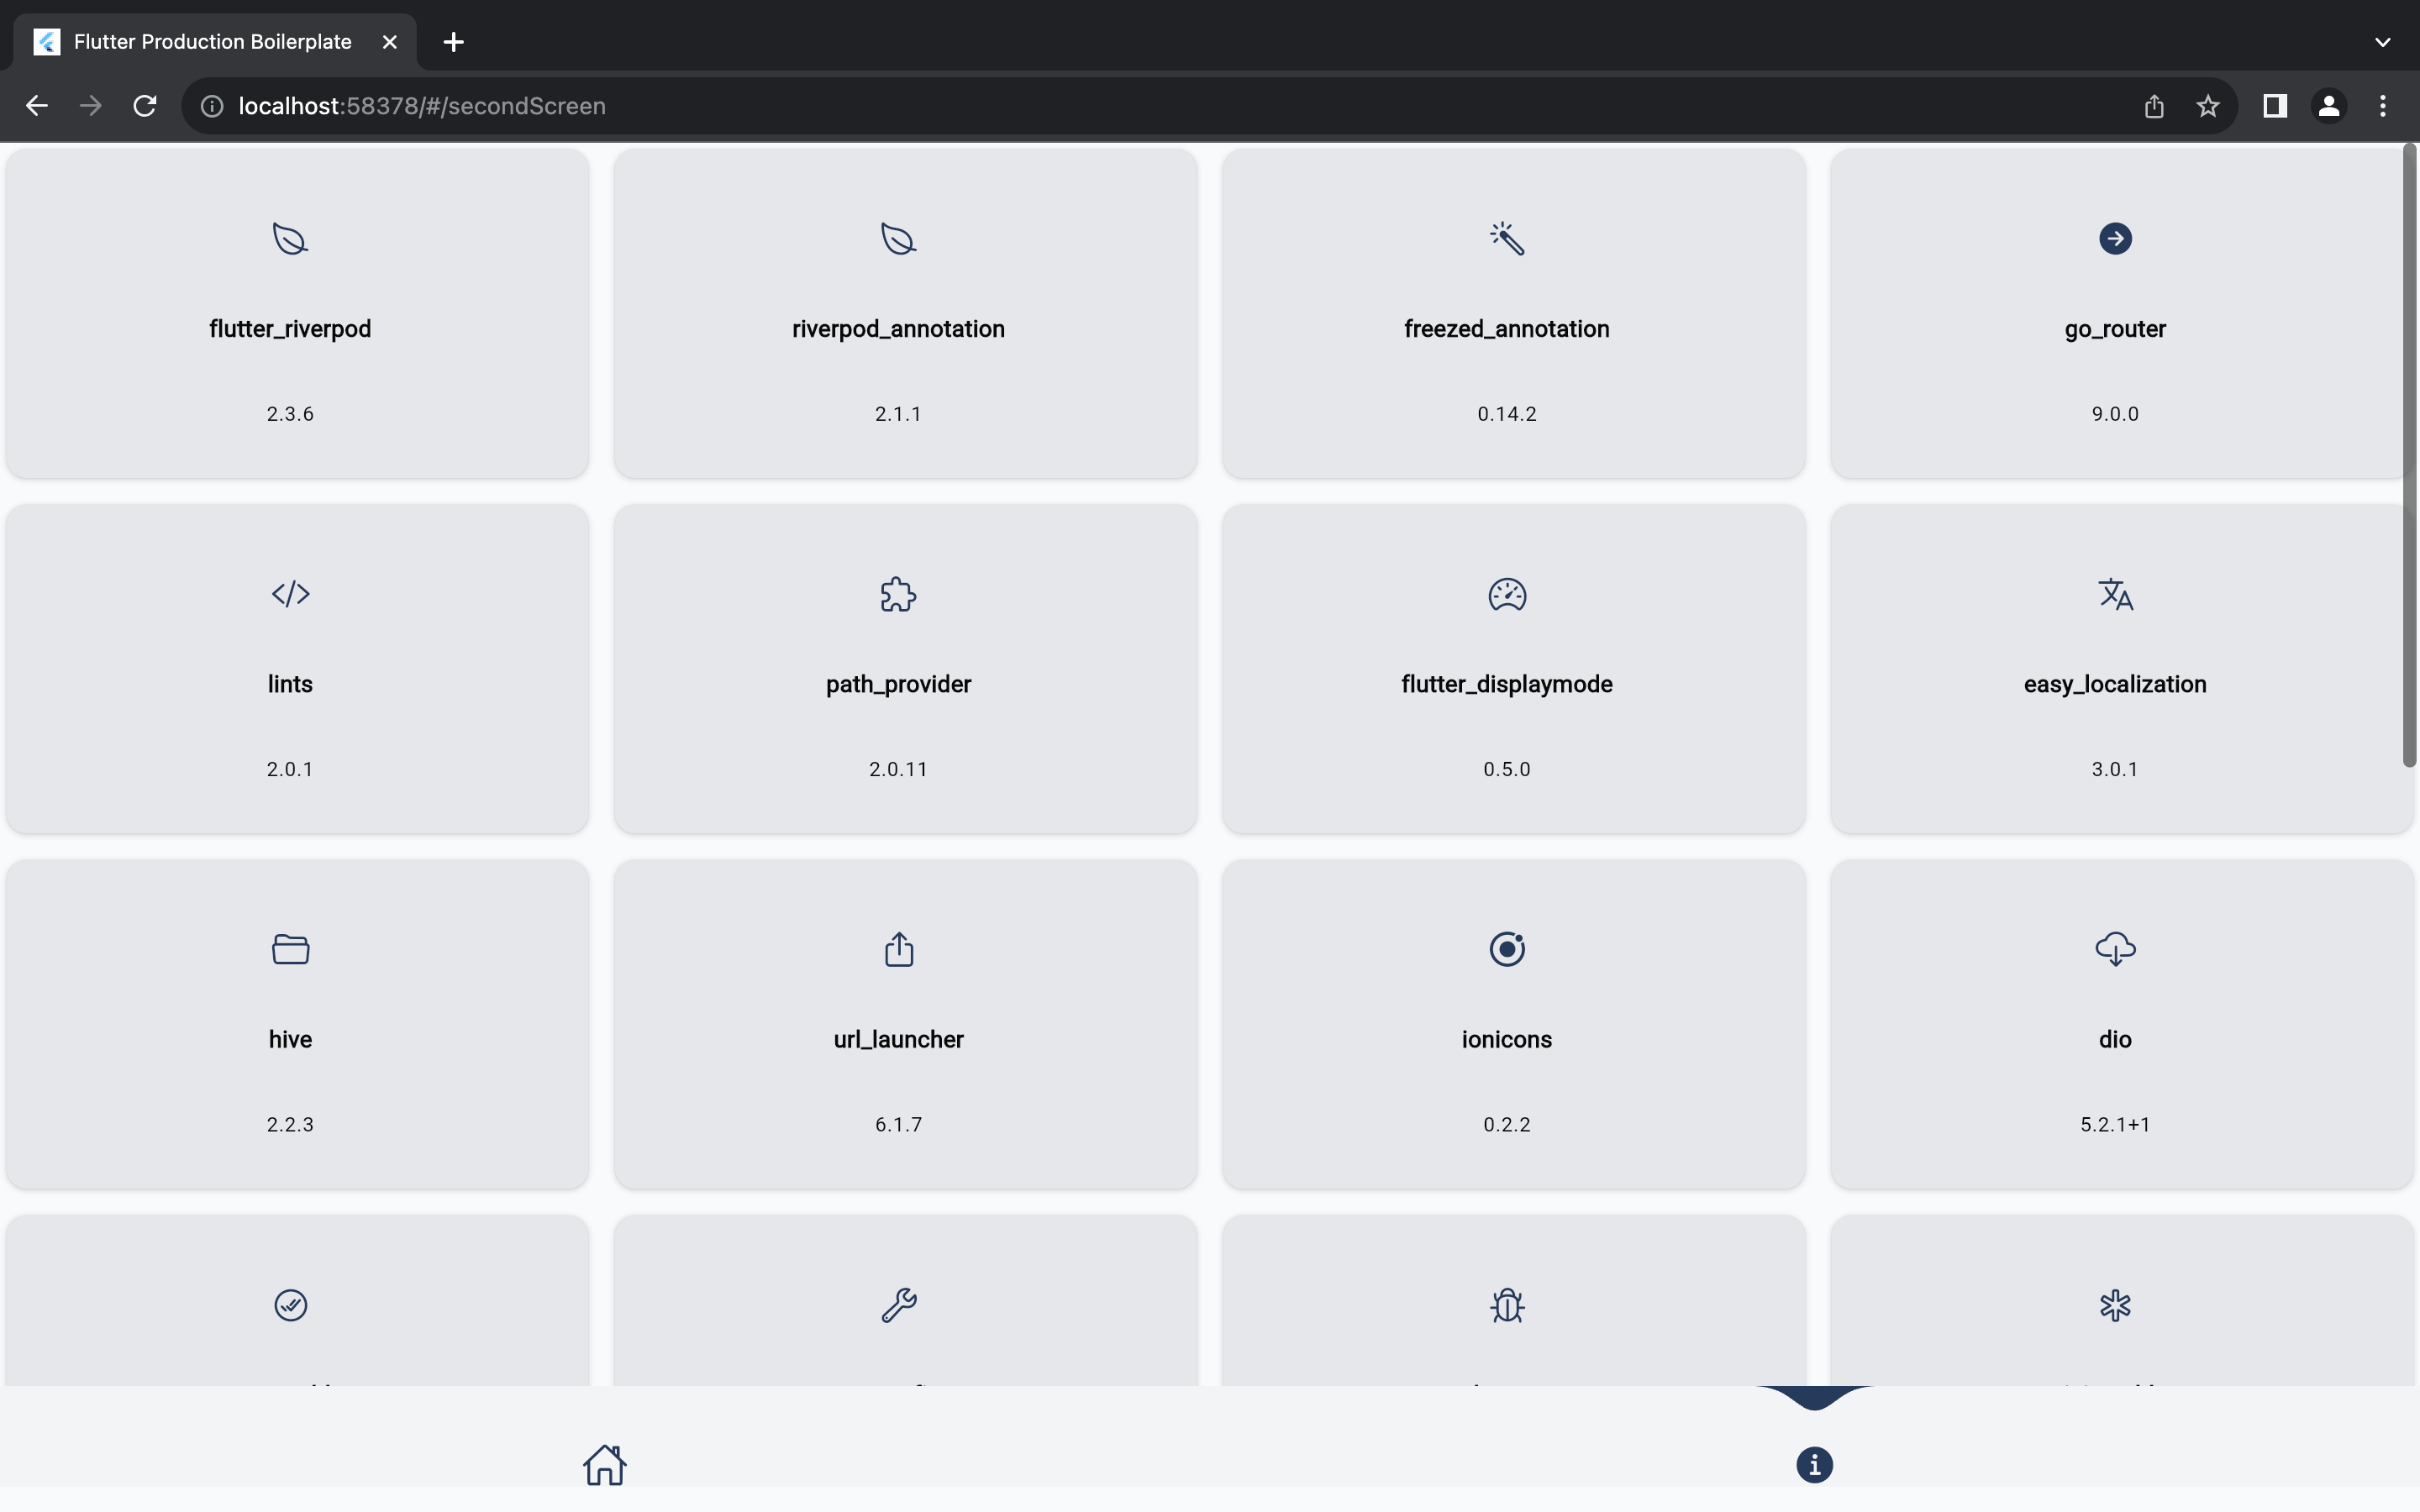 Flutter Production Boilerplate
localhost:58378/#/secondScreen
flutter_riverpod
2.3.6
riverpod_annotation
2.1.1
freezed_annotation
0.14.2
go_router
9.0.0
lints
2.0.1
path_provider
2.0.11
flutter_displaymode
0.5.0
easy_localization
3.0.1
hive
2.2.3
url_launcher
6.1.7
ionicons
0.2.2
dio
5.2.1+1